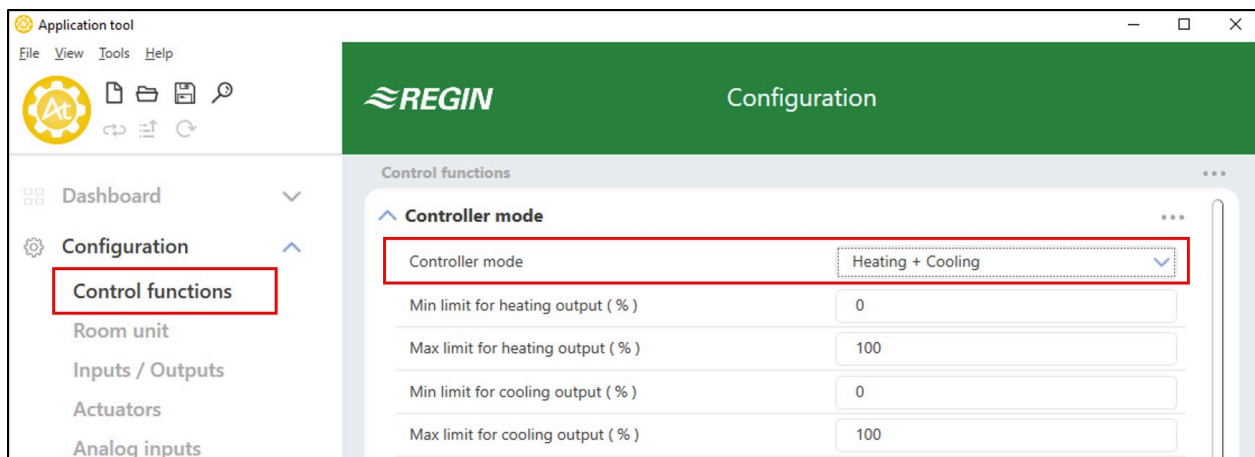 Application tool
File View Tools Help
At
REGIN
Configuration
Dashboard
Configuration
Control functions
Room unit
Inputs / Outputs
Actuators
Analog inputs
Control functions
Controller mode
Controller mode Heating + Cooling
Min limit for heating output ( % ) 0
Max limit for heating output ( % ) 100
Min limit for cooling output ( % ) 0
Max limit for cooling output ( % ) 100